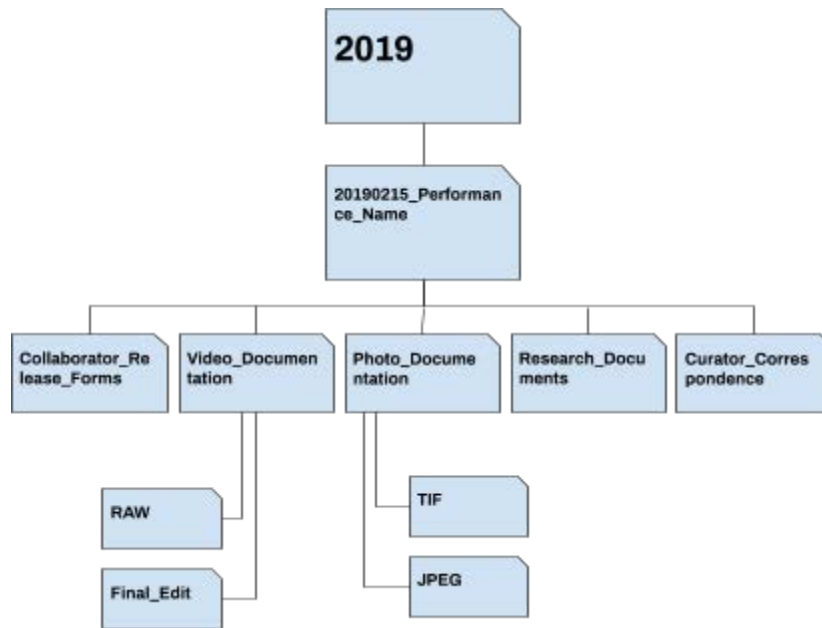 2019
20190215_Performan
ce_Name
Collaborator_Re
lease_Forms
Video_Documen
tation
Photo_Docume
ntation
Research_Docu
ments
Curator_Corres
pondence
RAW
Final_Edit
TIF
JPEG